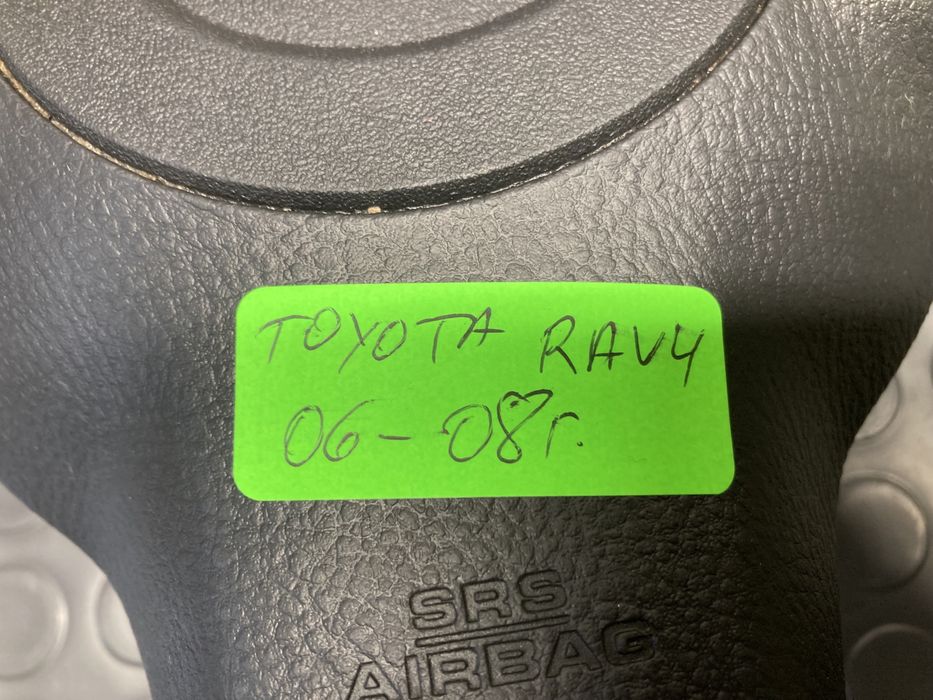 TOYOTA RAV4
06-08г.
SRS
AIRBAG